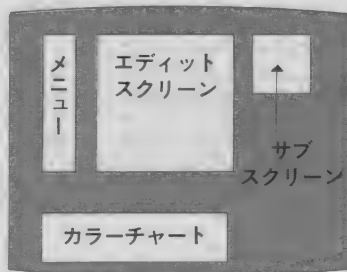 メニュー
エディット
スクリーン
サブ
スクリーン
カラーチャート